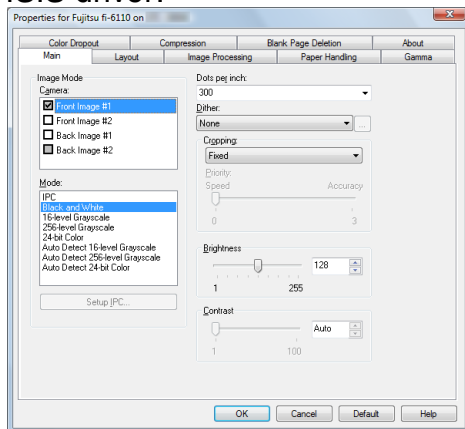 Properties for Fujitsu fi-6110 on
Color Dropout Compression Blank Page Deletion About
Main Layout Image Processing Paper Handling Gamma
Image Mode
Camera:
Front Image #1
Front Image #2
Back Image #1
Back Image #2
Mode:
IPC
Black and White
16-level Grayscale
256-level Grayscale
24-bit Color
Auto Detect 16-level Grayscale
Auto Detect 256-level Grayscale
Auto Detect 24-bit Color
Setup IPC...
Dots per inch:
300
Dither:
None ...
Cropping:
Fixed
Priority:
Speed Accuracy
0 3
Brightness
128
1 255
Contrast
Auto
1 100
OK Cancel Default Help